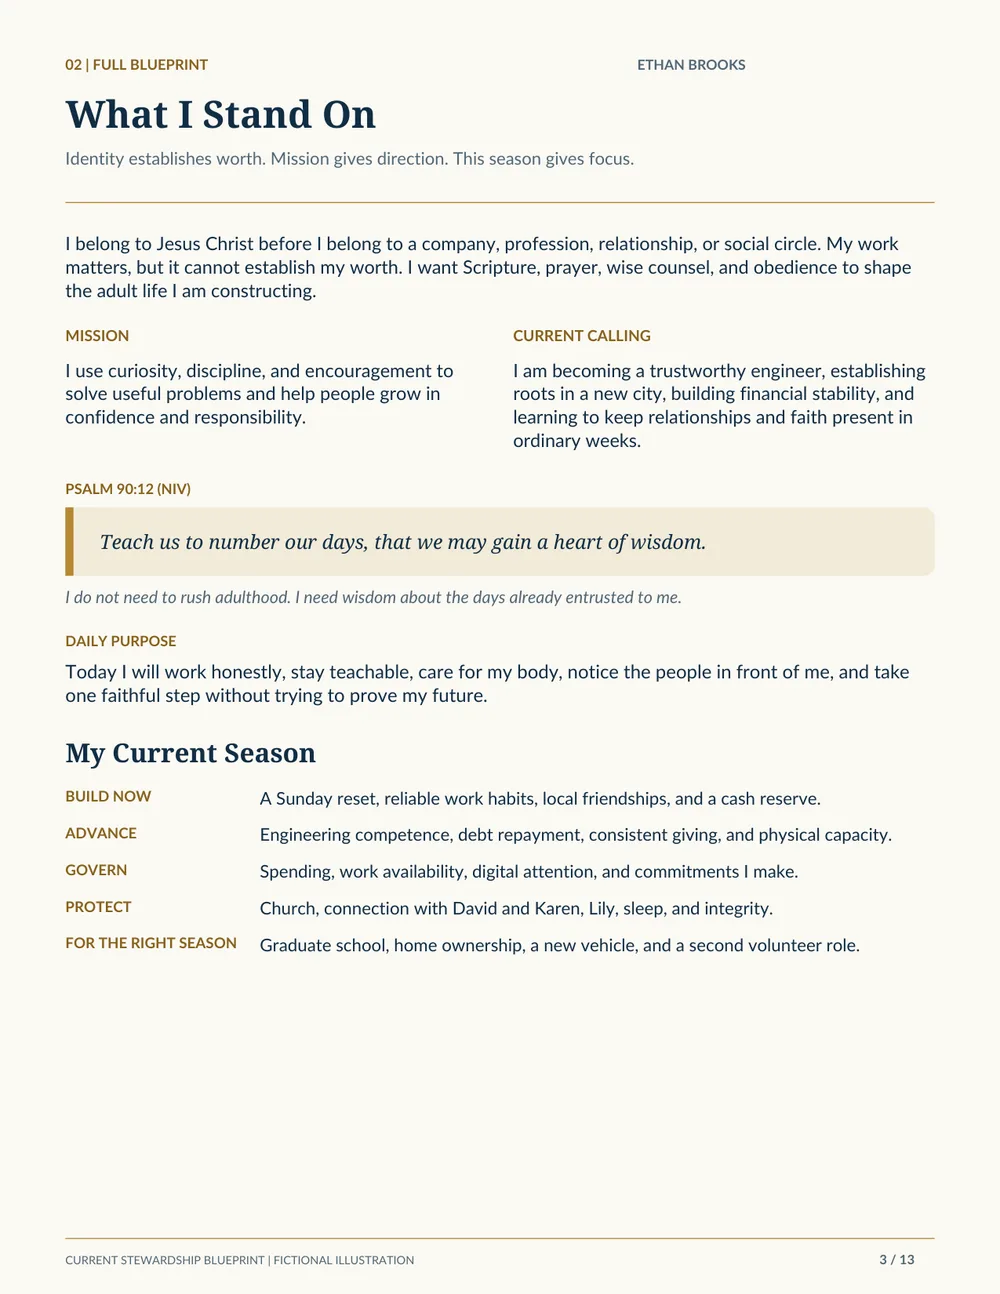 02 | FULL BLUEPRINT
ETHAN BROOKS
What I Stand On
Identity establishes worth. Mission gives direction. This season gives focus.
I belong to Jesus Christ before I belong to a company, profession, relationship, or social circle. My work
matters, but it cannot establish my worth. I want Scripture, prayer, wise counsel, and obedience to shape
the adult life I am constructing.
MISSION
I use curiosity, discipline, and encouragement to
solve useful problems and help people grow in
confidence and responsibility.
CURRENT CALLING
I am becoming a trustworthy engineer, establishing
roots in a new city, building financial stability, and
learning to keep relationships and faith present in
ordinary weeks.
PSALM 90:12 (NIV)
Teach us to number our days, that we may gain a heart of wisdom.
I do not need to rush adulthood. I need wisdom about the days already entrusted to me.
DAILY PURPOSE
Today I will work honestly, stay teachable, care for my body, notice the people in front of me, and take
one faithful step without trying to prove my future.
My Current Season
BUILD NOW A Sunday reset, reliable work habits, local friendships, and a cash reserve.
ADVANCE Engineering competence, debt repayment, consistent giving, and physical capacity.
GOVERN Spending, work availability, digital attention, and commitments I make.
PROTECT Church, connection with David and Karen, Lily, sleep, and integrity.
FOR THE RIGHT SEASON Graduate school, home ownership, a new vehicle, and a second volunteer role.
CURRENT STEWARDSHIP BLUEPRINT | FICTIONAL ILLUSTRATION
3 / 13